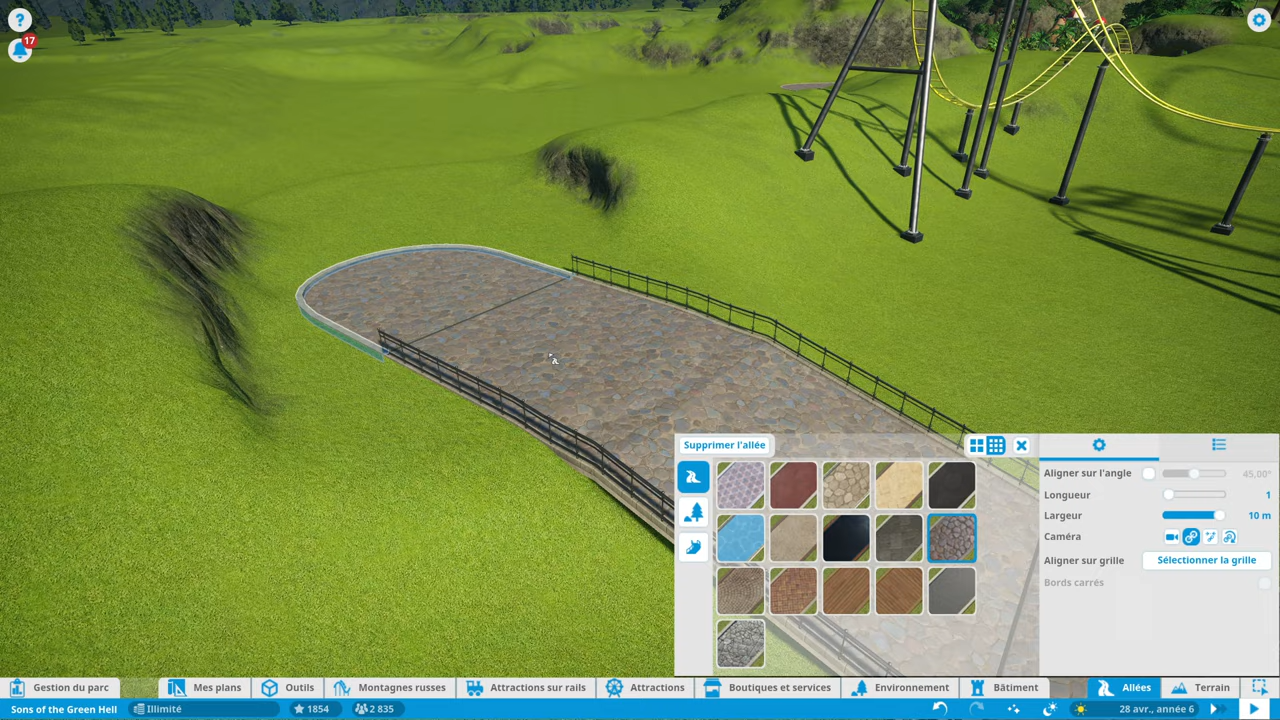 ?
17
Supprimer l'allée
Aligner sur l'angle 45,00°
Longueur 1
Largeur 10 m
Caméra
Aligner sur grille Sélectionner la grille
Bords carrés
Gestion du parc Mes plans Outils Montagnes russes Attractions sur rails Attractions Boutiques et services Environnement Bâtiment Allées Terrain
Sons of the Green Hell Illimité 1854 2 835 28 avr., année 6